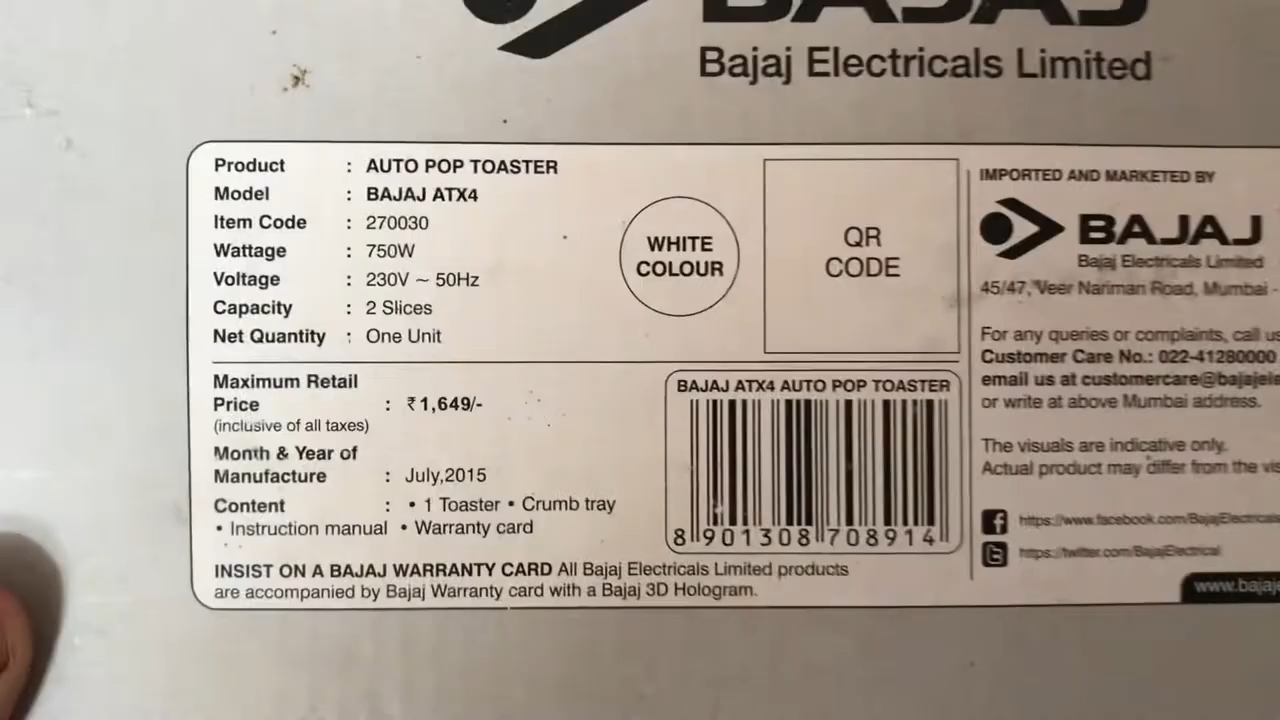 BAJAJ
Bajaj Electricals Limited
Product : AUTO POP TOASTER
Model : BAJAJ ATX4
Item Code : 270030
Wattage : 750W
Voltage : 230V ~ 50Hz
Capacity : 2 Slices
Net Quantity : One Unit
WHITE
COLOUR
QR
CODE
Maximum Retail
Price : ₹1,649/-
(inclusive of all taxes)
Month & Year of
Manufacture : July,2015
Content : • 1 Toaster • Crumb tray
• Instruction manual • Warranty card
BAJAJ ATX4 AUTO POP TOASTER
8 901308 708914
INSIST ON A BAJAJ WARRANTY CARD All Bajaj Electricals Limited products
are accompanied by Bajaj Warranty card with a Bajaj 3D Hologram.
IMPORTED AND MARKETED BY
BAJAJ
Bajaj Electricals Limited
45/47, Veer Nariman Road, Mumbai -
For any queries or complaints, call us
Customer Care No.: 022-41280000
email us at
or write at above Mumbai address.
The visuals are indicative only.
Actual product may differ from the
https://www.facebook.com/BajajElectricals
https://twitter.com/BajajElectrical